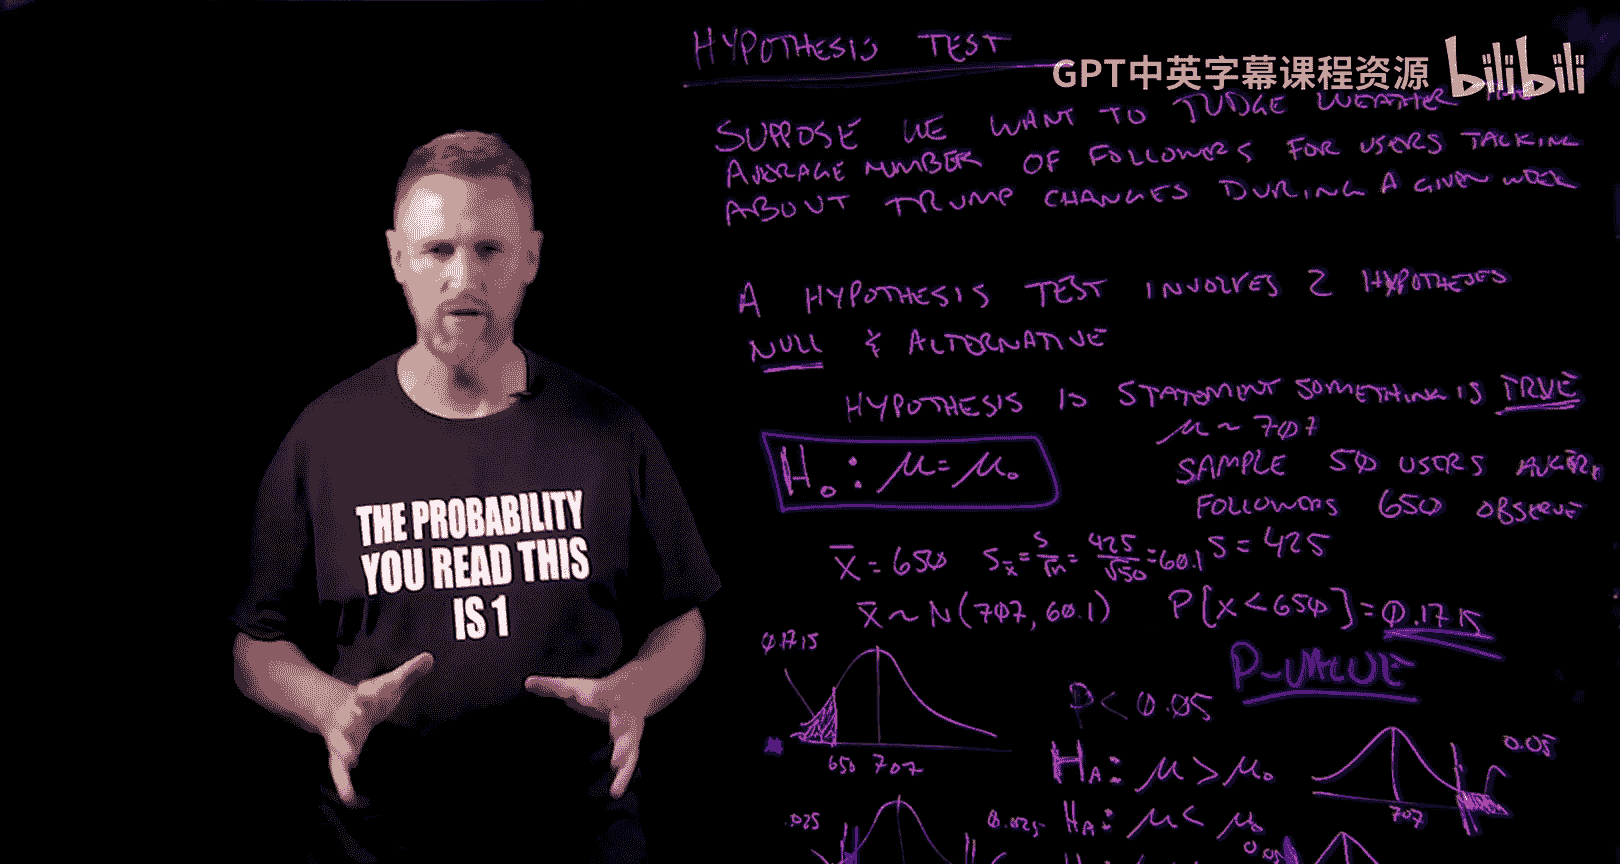 HYPOTHESIS TEST
GPT中英字幕课程资源 bilibili
SUPPOSE WE WANT TO JUDGE WEATHER THE
AVERAGE NUMBER OF FOLLOWERS FOR USERS TALKING
ABOUT TRUMP CHANGES DURING A GIVEN WEEK
A HYPOTHESIS TEST INVOLVES 2 HYPOTHESES
NULL & ALTERNATIVE
HYPOTHESIS IS STATEMENT SOMETHING IS TRUE
μ ~ 707
H₀: μ = μ₀
SAMPLE 50 USERS
FOLLOWERS 650 OBSERVE
x̄ = 650 Sx̄ = S/√n = 425/√50 = 60.1 S = 425
x̄ ~ N(707, 60.1) P[X < 650] = 0.1715
0.1715
P-VALUE
P < 0.05
650 707
H_A: μ > μ₀
0.05
707
.025
0.025
H_A: μ < μ₀
0.05
THE PROBABILITY
YOU READ THIS
IS 1